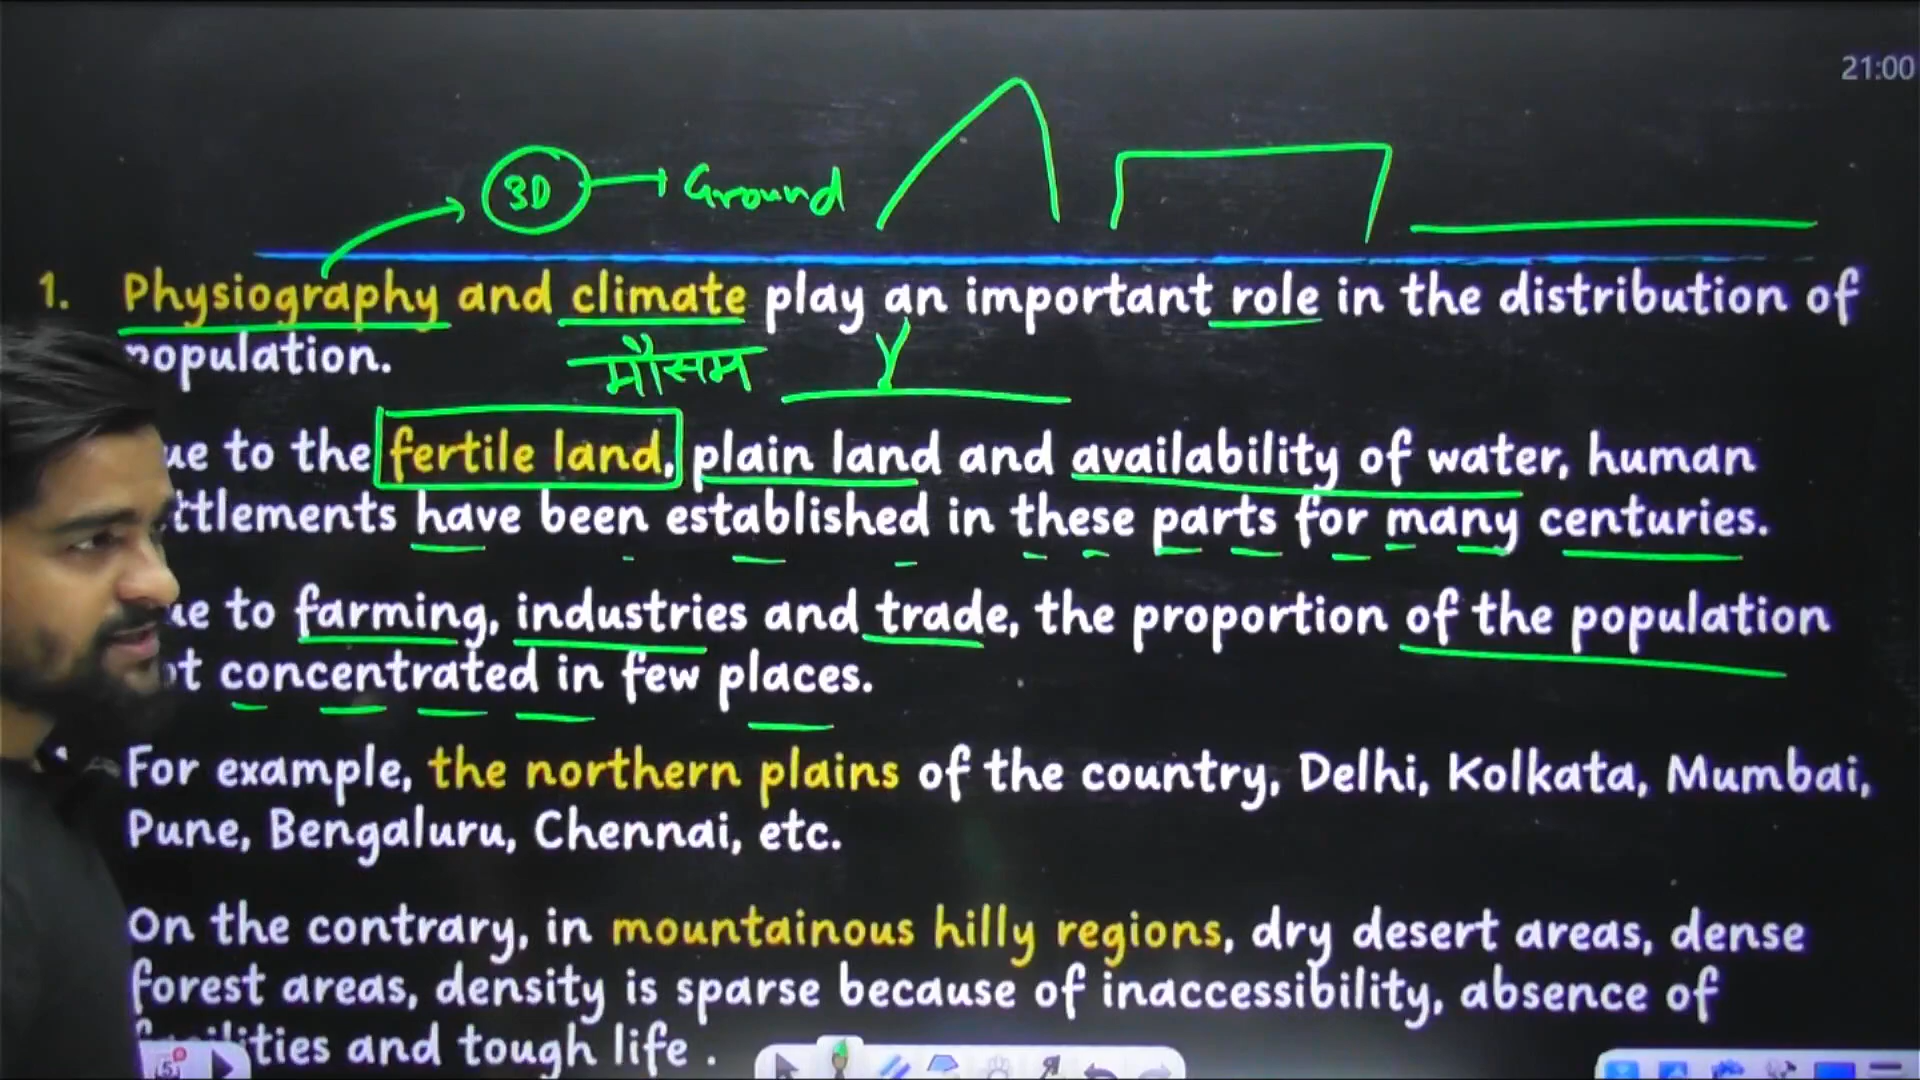 21:00
3D Ground
1. Physiography and climate play an important role in the distribution of
population.
मौसम
ue to the fertile land, plain land and availability of water, human
ttlements have been established in these parts for many centuries.
ue to farming, industries and trade, the proportion of the population
t concentrated in few places.
For example, the northern plains of the country, Delhi, Kolkata, Mumbai,
Pune, Bengaluru, Chennai, etc.
On the contrary, in mountainous hilly regions, dry desert areas, dense
forest areas, density is sparse because of inaccessibility, absence of
ilities and tough life .